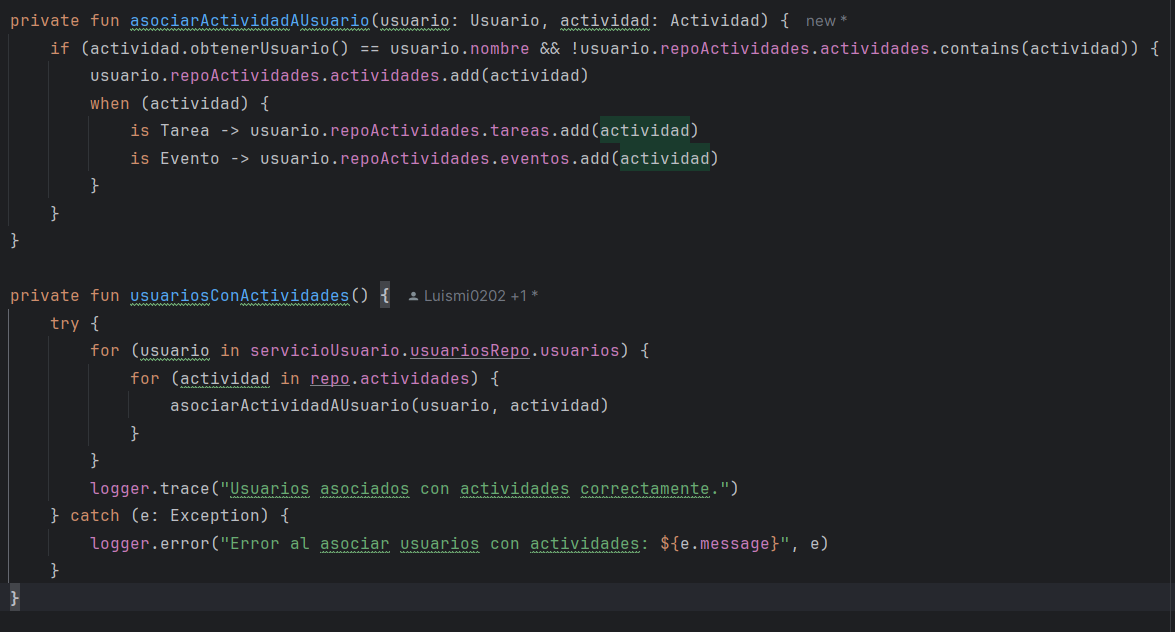 private fun asociarActividadAUsuario(usuario: Usuario, actividad: Actividad) { new *
if (actividad.obtenerUsuario() == usuario.nombre && !usuario.repoActividades.actividades.contains(actividad)) {
usuario.repoActividades.actividades.add(actividad)
when (actividad) {
is Tarea -> usuario.repoActividades.tareas.add(actividad)
is Evento -> usuario.repoActividades.eventos.add(actividad)
}
}
}
private fun usuariosConActividades() { Luismi0202 +1 *
try {
for (usuario in servicioUsuario.usuariosRepo.usuarios) {
for (actividad in repo.actividades) {
asociarActividadAUsuario(usuario, actividad)
}
}
logger.trace("Usuarios asociados con actividades correctamente.")
} catch (e: Exception) {
logger.error("Error al asociar usuarios con actividades: ${e.message}", e)
}
}